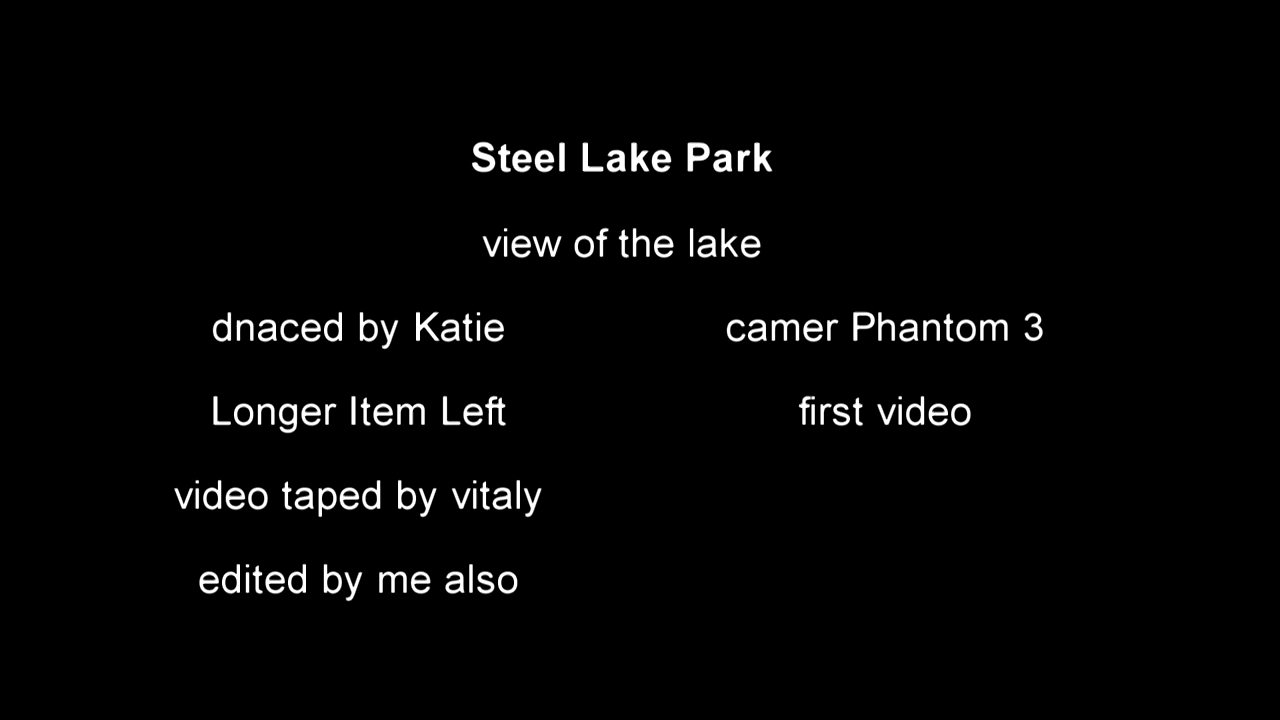 Steel Lake Park
view of the lake
dnaced by Katie
camer Phantom 3
Longer Item Left
first video
video taped by vitaly
edited by me also